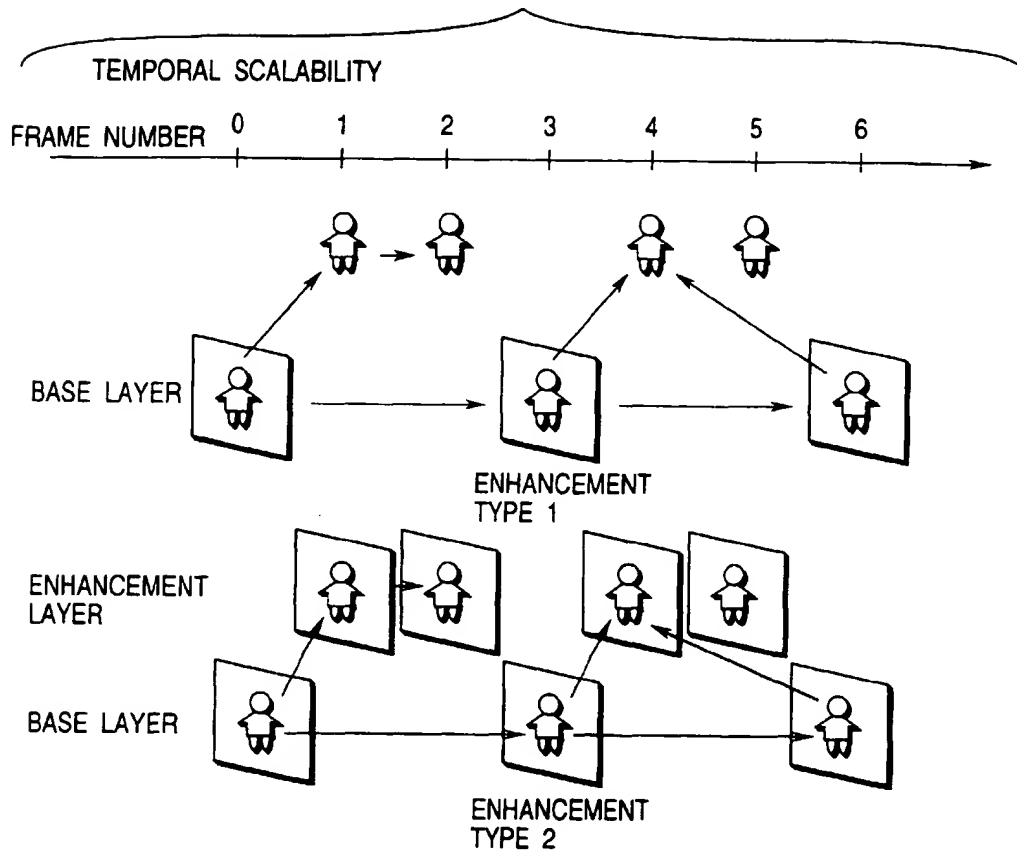 TEMPORAL SCALABILITY
FRAME NUMBER 0 1 2 3 4 5 6
BASE LAYER
ENHANCEMENT
TYPE 1
ENHANCEMENT
LAYER
BASE LAYER
ENHANCEMENT
TYPE 2